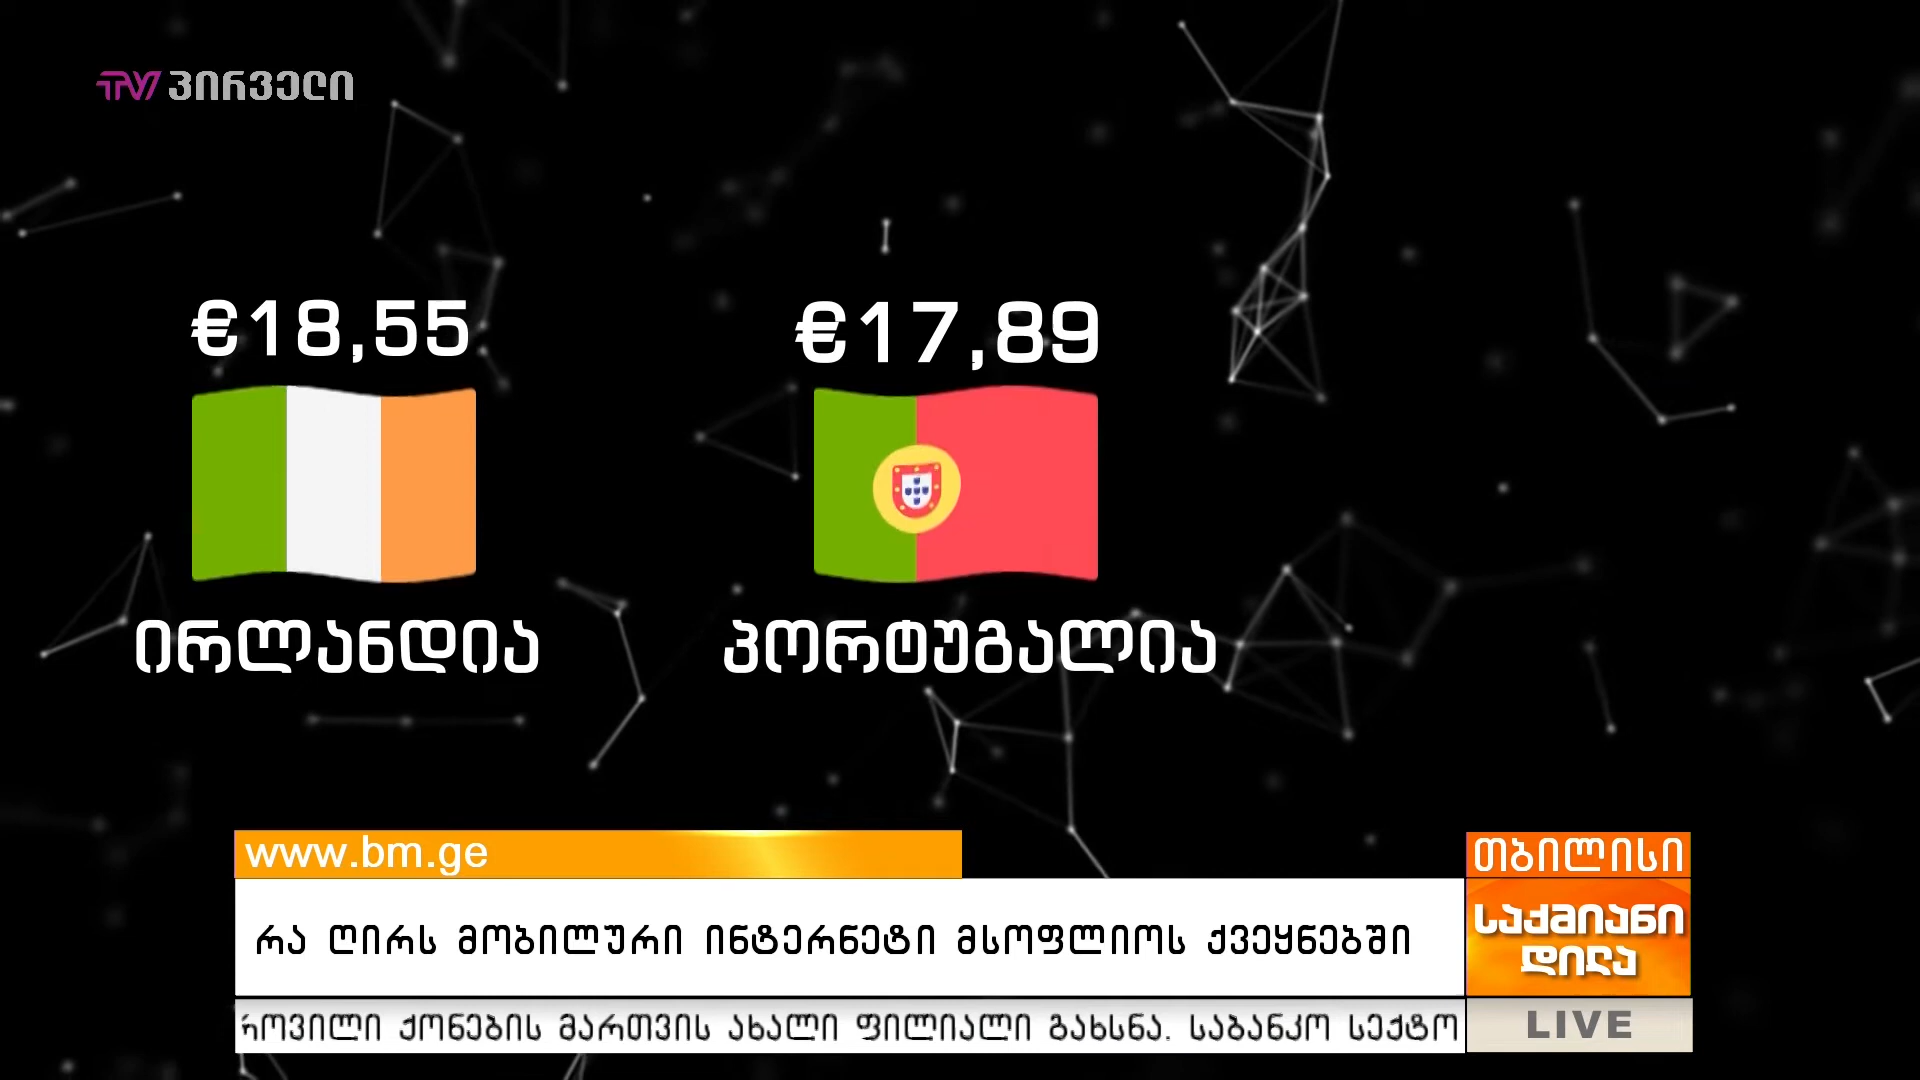 TV ᲞᲘᲠᲕᲔᲚᲘ
€18,55
€17,89
ᲘᲠᲚᲐᲜᲓᲘᲐ
ᲞᲝᲠᲢᲣᲒᲐᲚᲘᲐ
www.bm.ge
ᲗᲑᲘᲚᲘᲡᲘ
ᲠᲐ ᲦᲘᲠᲡ ᲛᲝᲑᲘᲚᲣᲠᲘ ᲘᲜᲢᲔᲠᲜᲔᲢᲘ ᲛᲡᲝᲤᲚᲘᲝᲡ ᲥᲕᲔᲧᲜᲔᲑᲨᲘ
ᲡᲐᲥᲛᲘᲐᲜᲘ
ᲓᲘᲚᲐ
ᲠᲝᲕᲘᲚᲘ ᲥᲝᲜᲔᲑᲘᲡ ᲛᲐᲠᲗᲕᲘᲡ ᲐᲮᲐᲚᲘ ᲤᲘᲚᲘᲐᲚᲘ ᲒᲐᲮᲡᲜᲐ. ᲡᲐᲑᲐᲜᲙᲝ ᲡᲔᲥᲢᲝ
LIVE